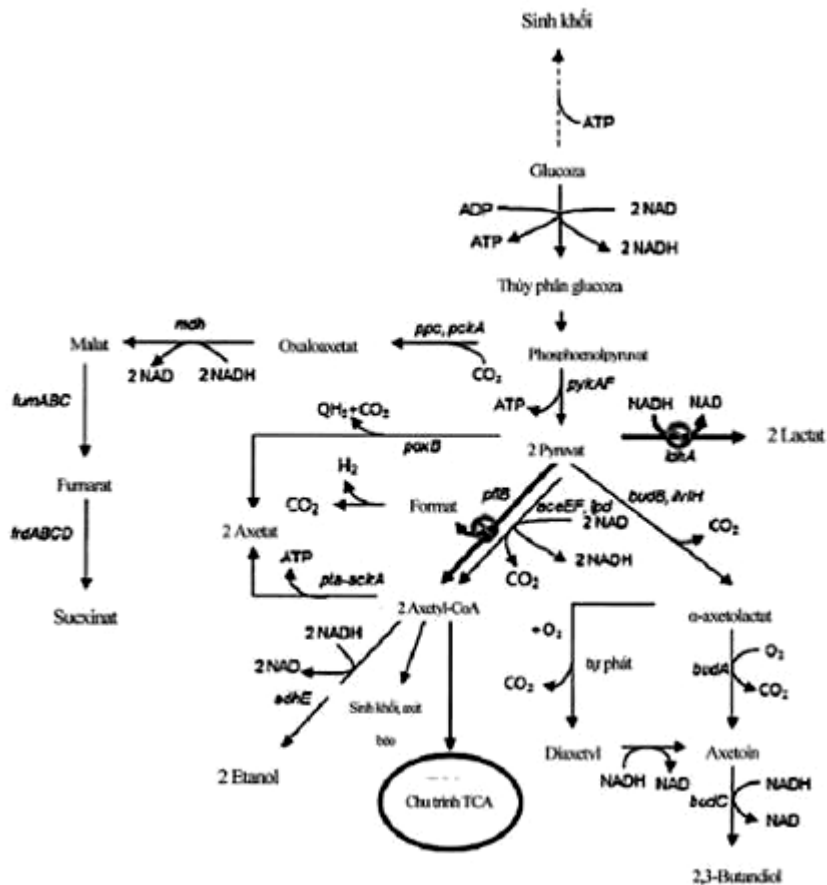 Sinh khối
ATP
Glucoza
ADP
2 NAD
ATP
2 NADH
Thủy phân glucoza
Malat
mdh
Oxaloaxetat
ppc, pckA
Phosphoenolpyruvat
2 NAD
2 NADH
CO₂
pykAF
fumABC
ATP
QH₂+CO₂
NADH
NAD
poxB
2 Pyruvat
ldhA
2 Lactat
H₂
Fumarat
CO₂
Format
pflB
aceEF, lpd
budB, ilvIH
frdABCD
2 Axetat
2 NAD
CO₂
ATP
2 NADH
pta-ackA
CO₂
Sucxinat
2 Axetyl-CoA
α-axetolactat
2 NADH
+O₂
O₂
2 NAD
tự phát
budA
CO₂
CO₂
adhE
Sinh khối, axit
béo
2 Etanol
Diaxetyl
Axetoin
NADH
NAD
NADH
Chu trình TCA
budC
NAD
2,3-Butandiol